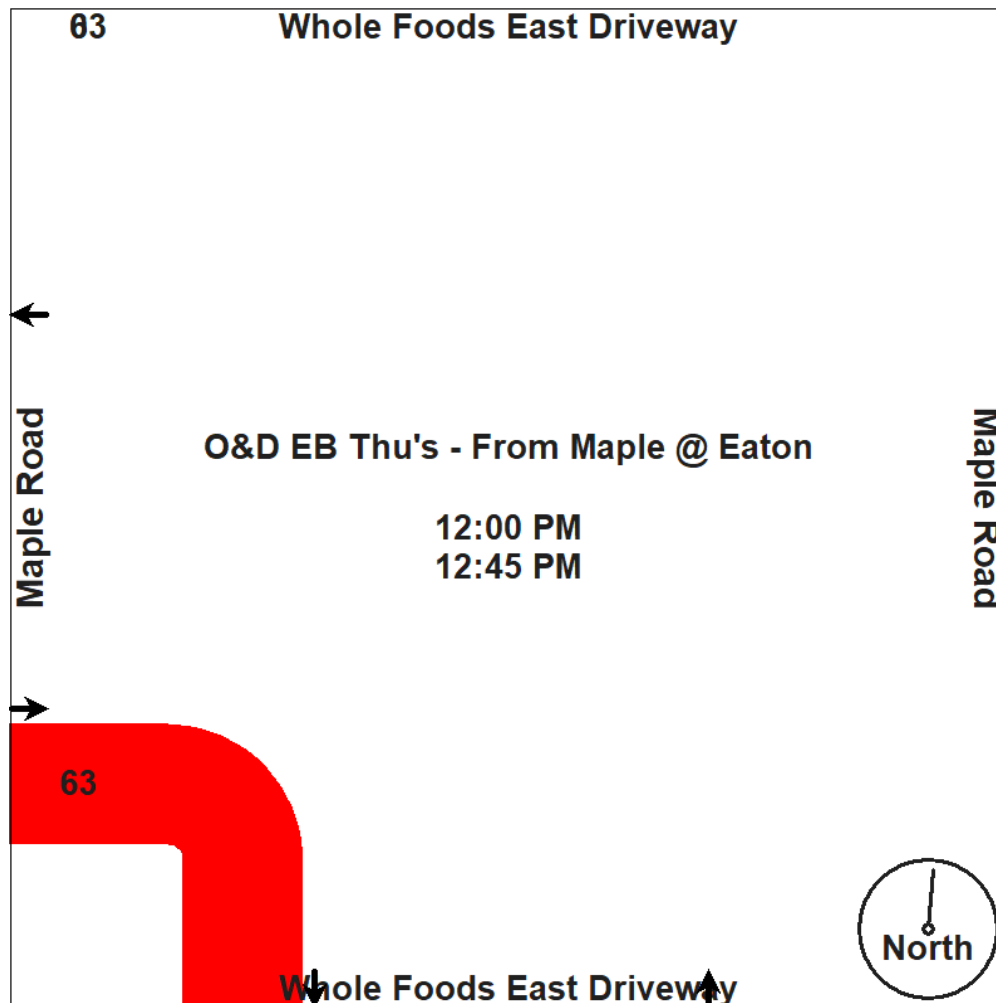 63 Whole Foods East Driveway
Maple Road
O&D EB Thu's - From Maple @ Eaton
12:00 PM
12:45 PM
Maple Road
63
North
Whole Foods East Driveway